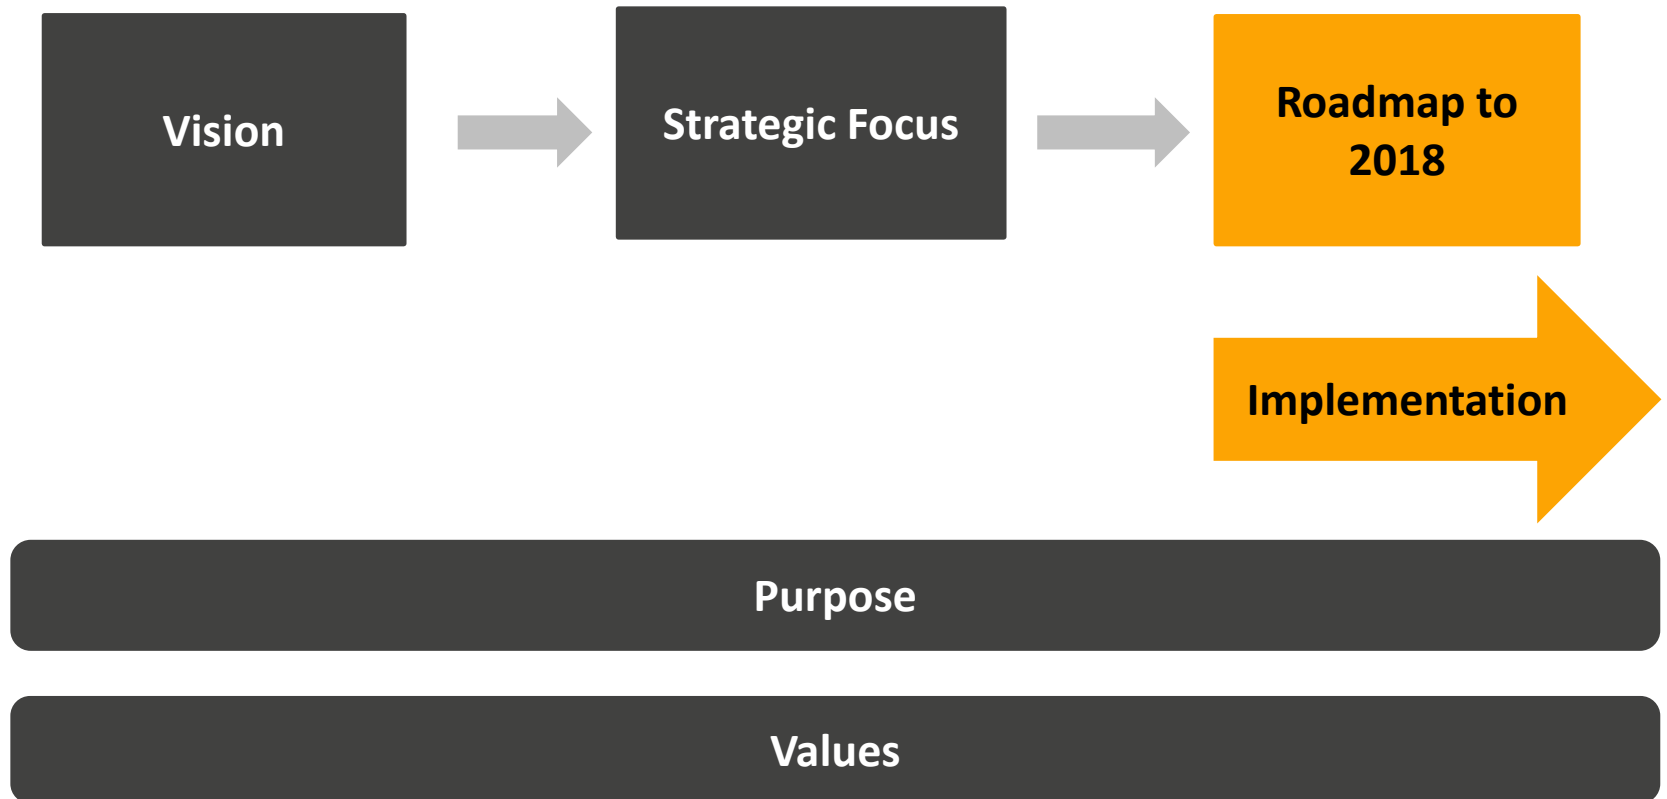 Vision
Strategic Focus
Roadmap to
2018
Implementation
Purpose
Values